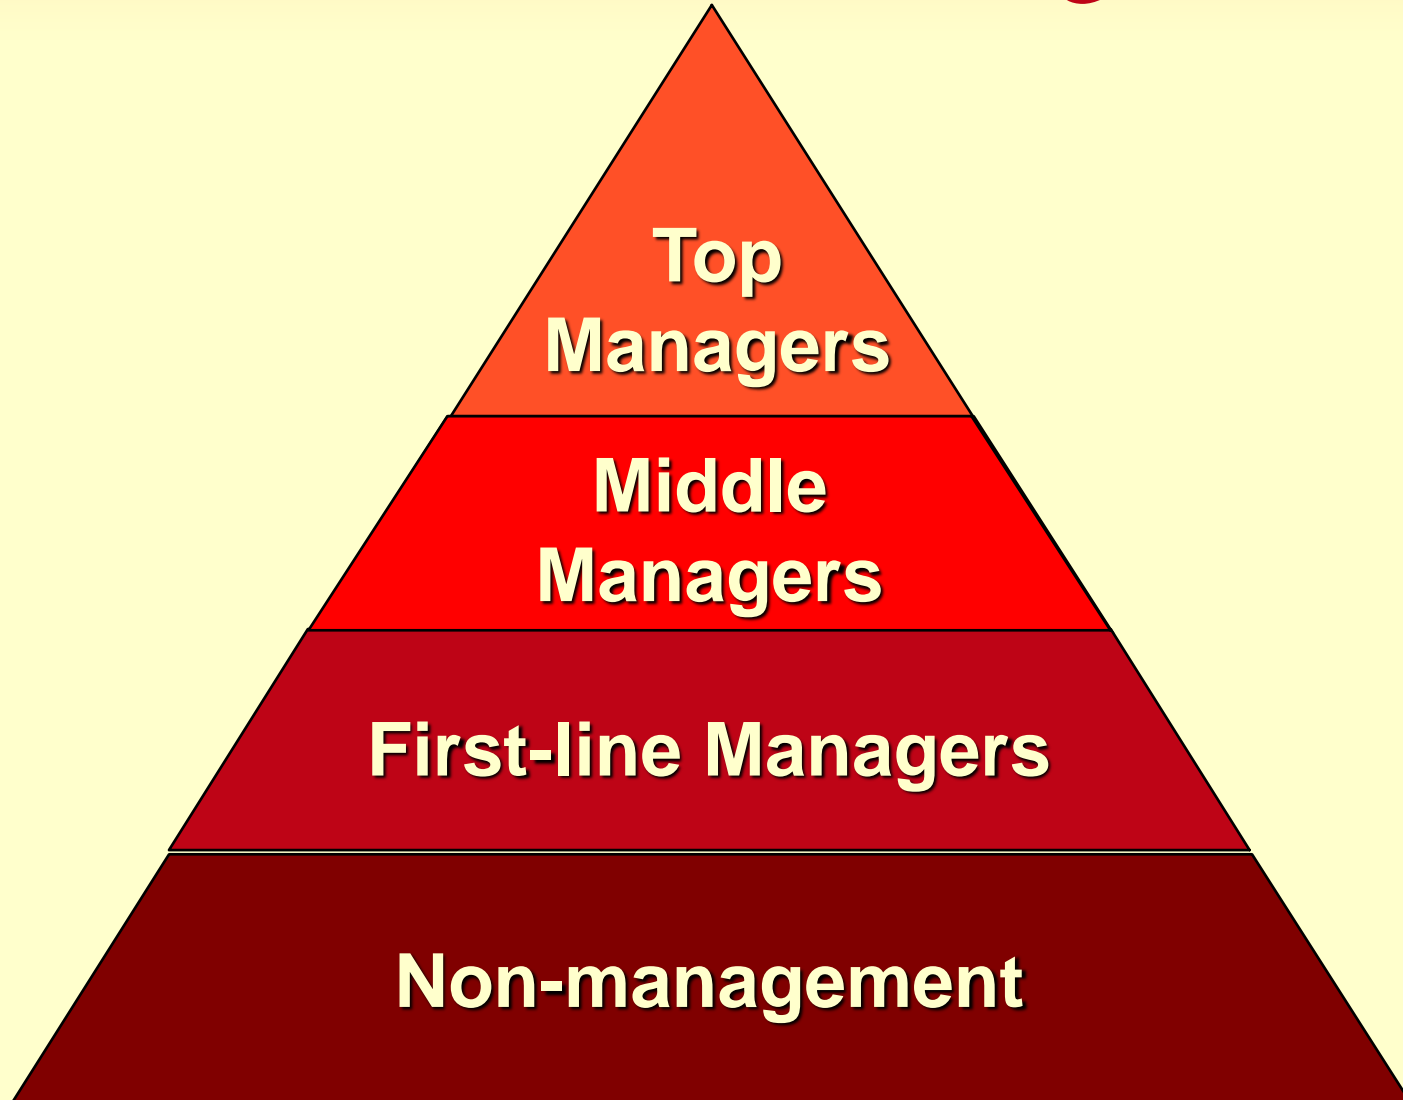 Top
Managers
Middle
Managers
First-line Managers
Non-management